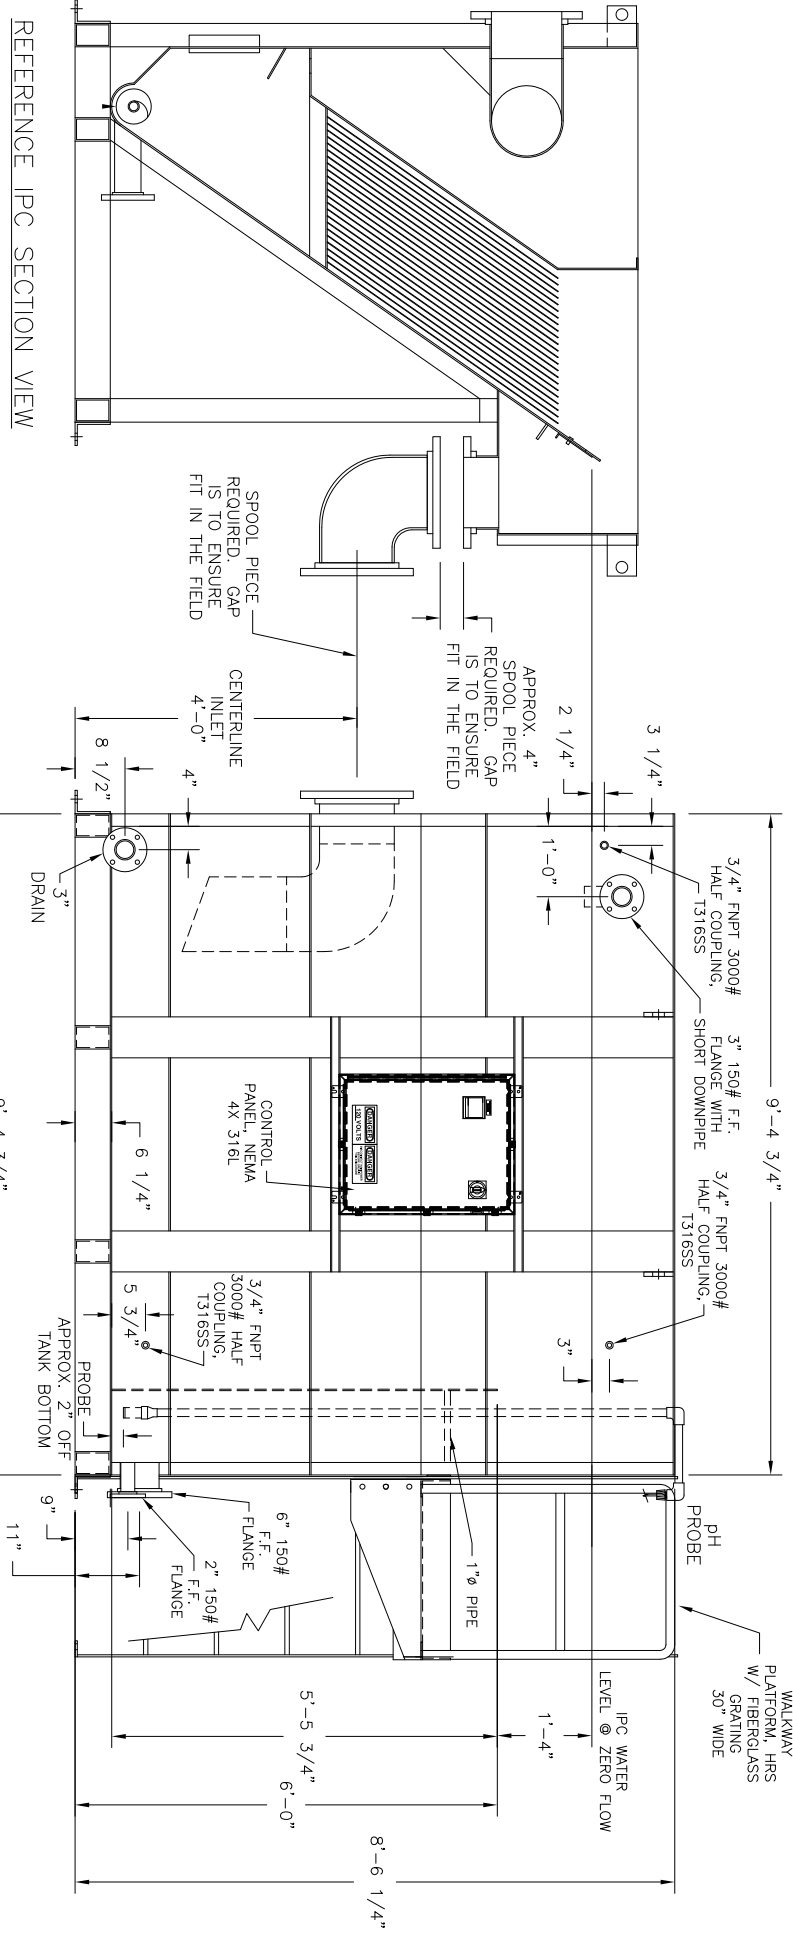 REFERENCE IPC SECTION VIEW
SPOOL PIECE
REQUIRED. GAP
IS TO ENSURE
FIT IN THE FIELD
APPROX. 4"
SPOOL PIECE
REQUIRED. GAP
IS TO ENSURE
FIT IN THE FIELD
CENTERLINE
INLET
4'-0"
2 1/4"
3 1/4"
8 1/2"
4"
1'-0"
3"
DRAIN
3/4" FNPT 3000#
HALF COUPLING,
T316SS
3" 150# F.F.
FLANGE WITH
SHORT DOWNPIPE
9'-4 3/4"
3/4" FNPT 3000#
HALF COUPLING,
T316SS
CONTROL
PANEL, NEMA
4X 316L
DANGER
120 VOLTS
DANGER
6 1/4"
9'-4 3/4"
5 3/4"
3/4" FNPT
3000# HALF
COUPLING,
T316SS
3"
PROBE
APPROX. 2" OFF
TANK BOTTOM
pH
PROBE
9"
11"
6" 150#
F.F.
FLANGE
2" 150#
F.F.
FLANGE
1"ø PIPE
WALKWAY
PLATFORM, HRS
W/ FIBERGLASS
GRATING
30" WIDE
IPC WATER
LEVEL @ ZERO FLOW
1'-4"
5'-5 3/4"
6'-0"
8'-6 1/4"